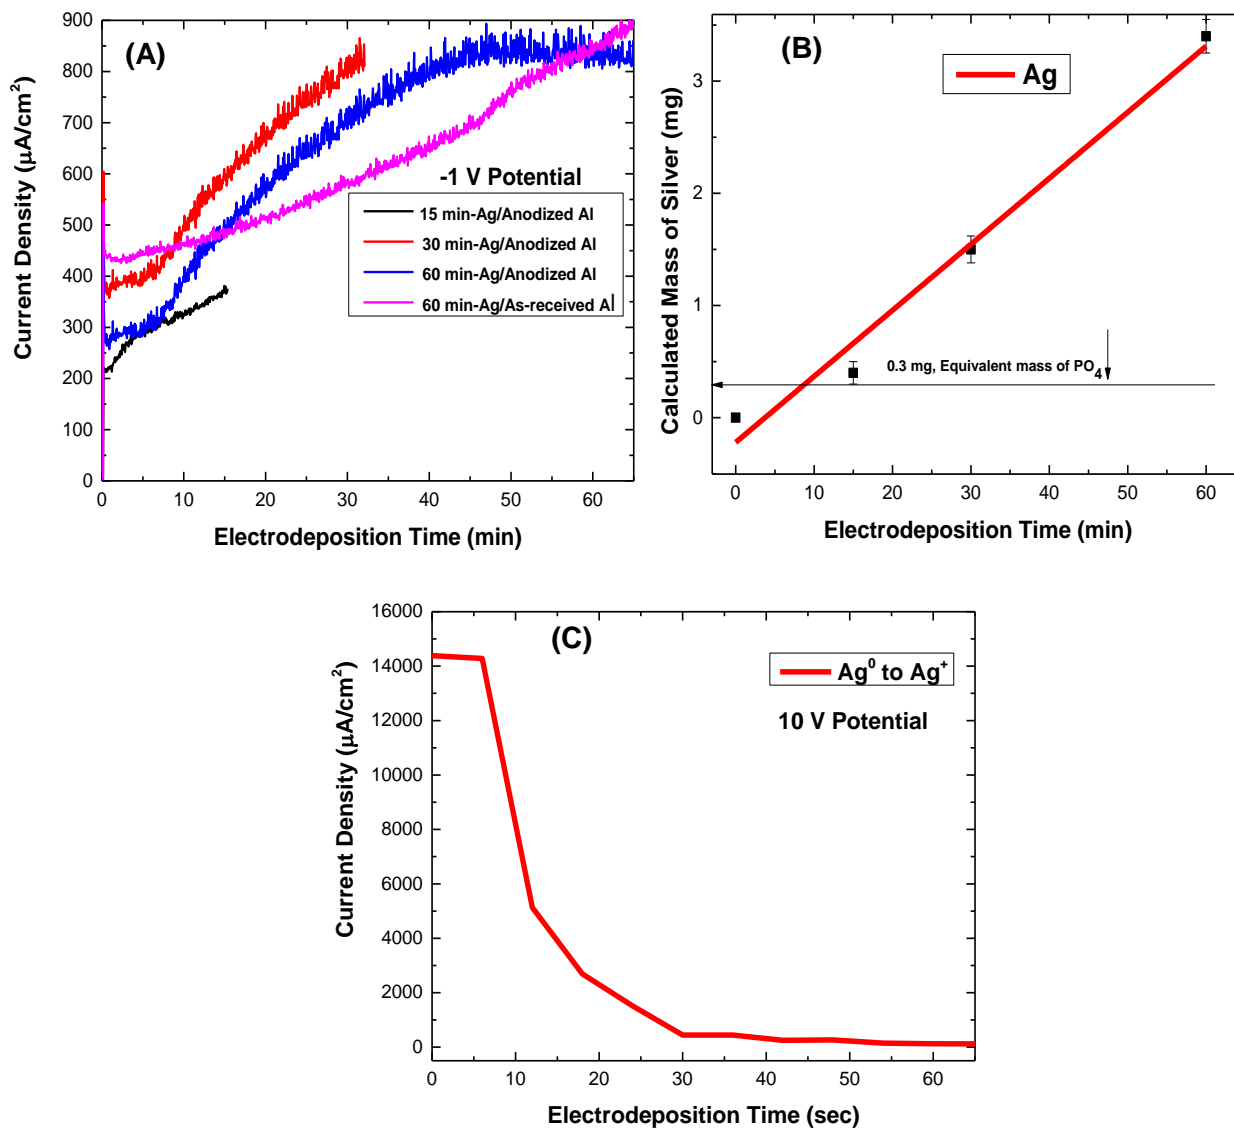 (A)
900
800
700
600
500
400
300
200
100
0
0 10 20 30 40 50 60
Current Density (μA/cm2)
Electrodeposition Time (min)
-1 V Potential
15 min-Ag/Anodized Al
30 min-Ag/Anodized Al
60 min-Ag/Anodized Al
60 min-Ag/As-received Al
(B)
Ag
3
2
1
0
0 10 20 30 40 50 60
Calculated Mass of Silver (mg)
Electrodeposition Time (min)
0.3 mg, Equivalent mass of PO4
(C)
16000
14000
12000
10000
8000
6000
4000
2000
0
0 10 20 30 40 50 60
Current Density (μA/cm2)
Electrodeposition Time (sec)
Ag0 to Ag+
10 V Potential